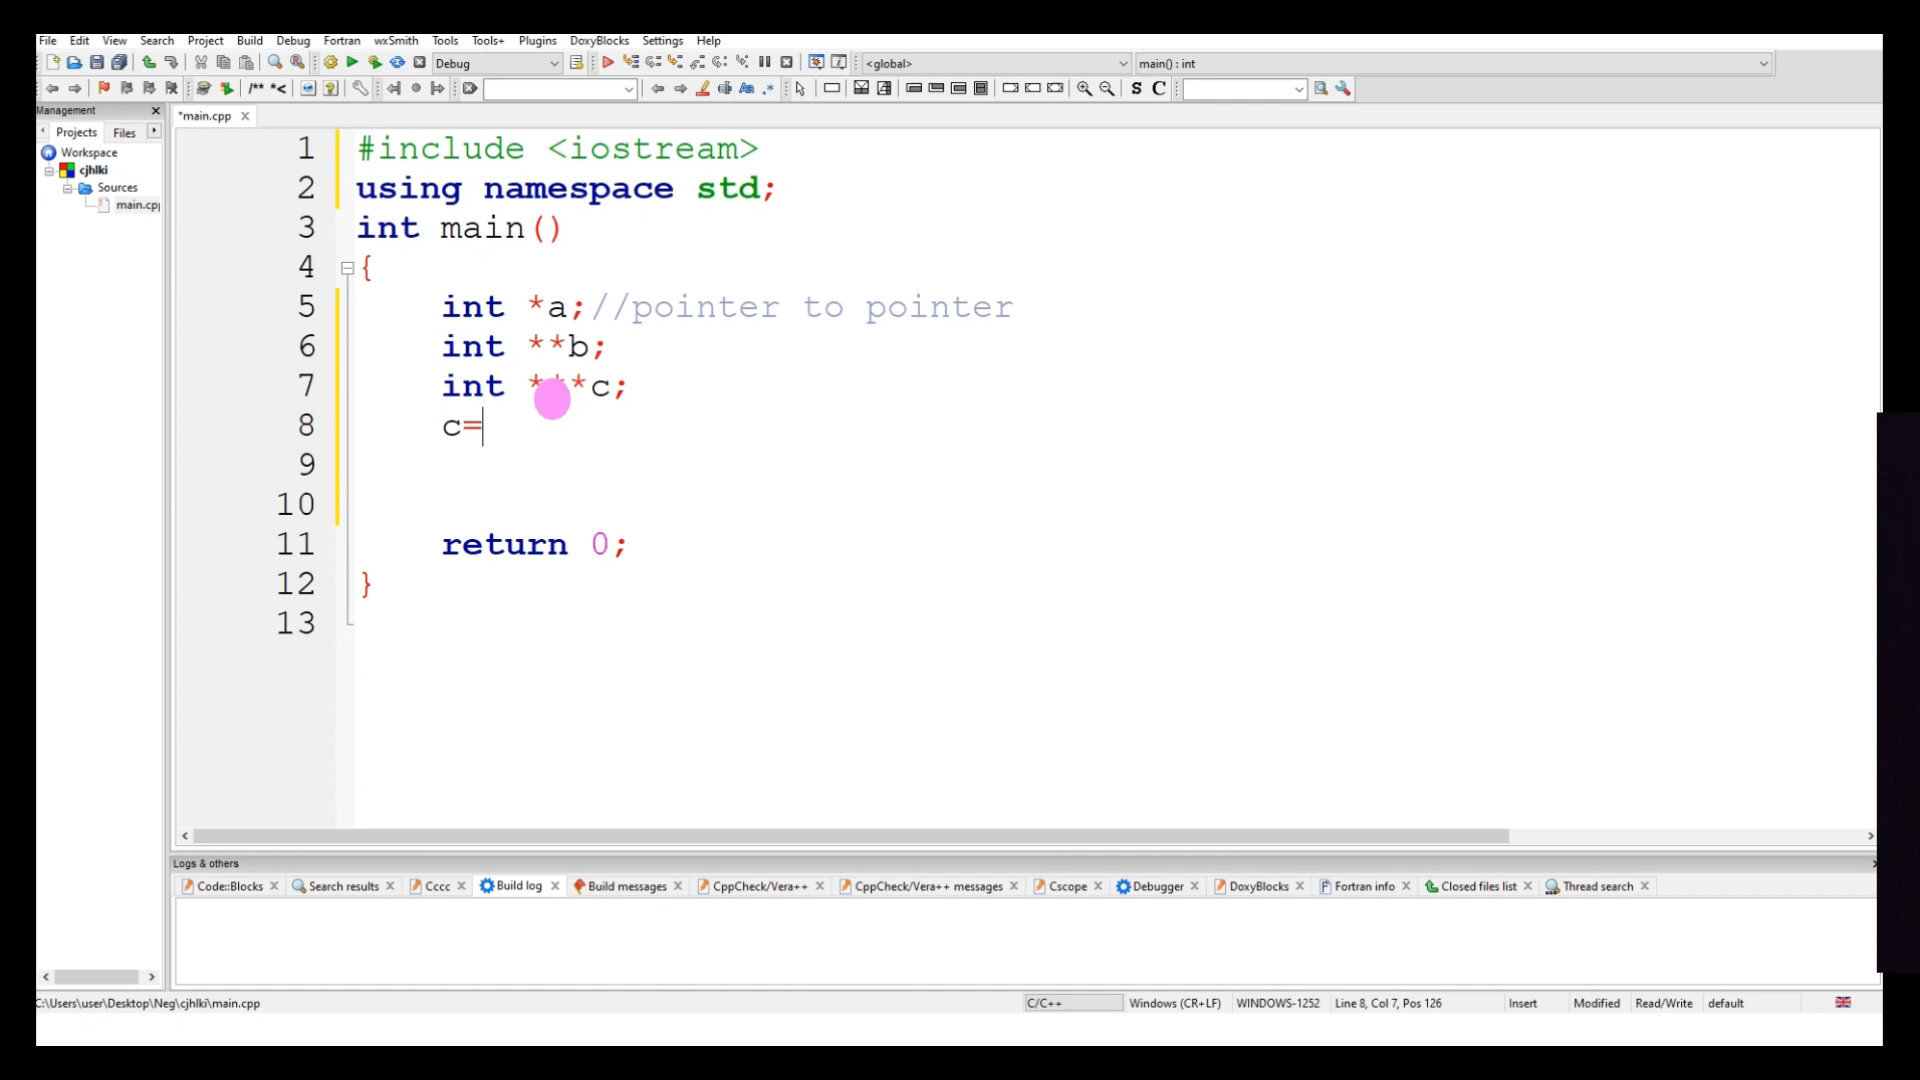 File Edit View Search Project Build Debug Fortran wxSmith Tools Tools+ Plugins DoxyBlocks Settings Help
Debug <global> main() : int
/** *< .* S C
Management
Projects Files
Workspace
cjhlki
Sources
main.cpp
*main.cpp
1 #include <iostream>
2 using namespace std;
3 int main()
4 {
5 int *a;//pointer to pointer
6 int **b;
7 int ***c;
8 c=
9
10
11 return 0;
12 }
13
Logs & others
Code::Blocks Search results Cccc Build log Build messages CppCheck/Vera++ CppCheck/Vera++ messages Cscope Debugger DoxyBlocks Fortran info Closed files list Thread search
C:\Users\user\Desktop\Neg\cjhlki\main.cpp C/C++ Windows (CR+LF) WINDOWS-1252 Line 8, Col 7, Pos 126 Insert Modified Read/Write default